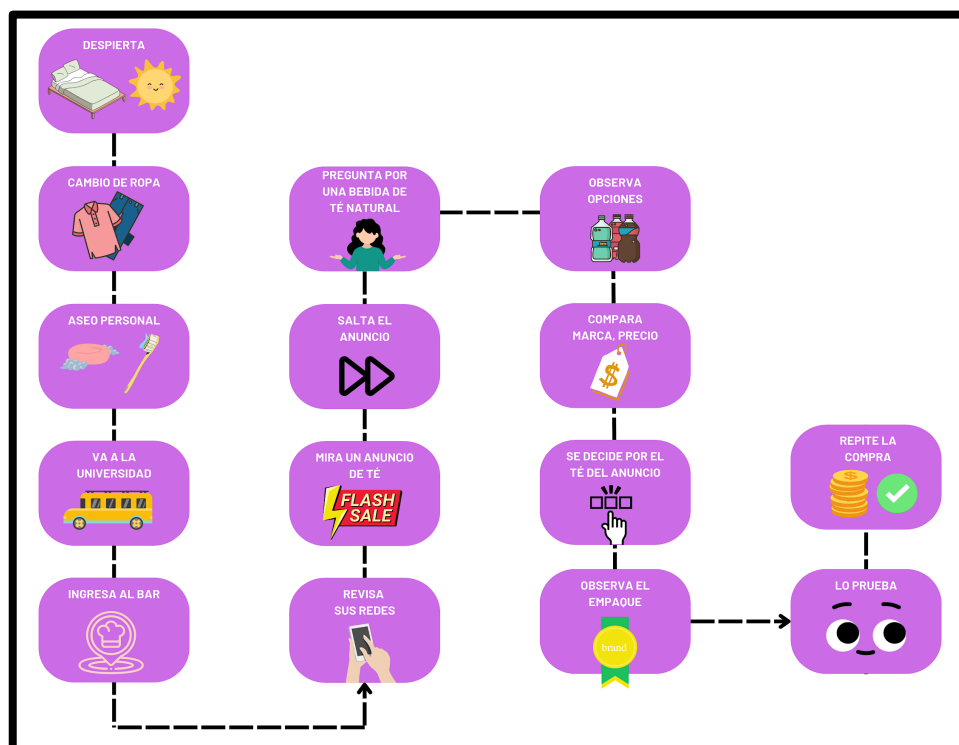 DESPIERTA
CAMBIO DE ROPA
ASEO PERSONAL
VA A LA
UNIVERSIDAD
INGRESA AL BAR
REVISA
SUS REDES
MIRA UN ANUNCIO
DE TÉ
FLASH
SALE
SALTA EL
ANUNCIO
PREGUNTA POR
UNA BEBIDA DE
TÉ NATURAL
OBSERVA
OPCIONES
COMPARA
MARCA, PRECIO
$
SE DECIDE POR EL
TÉ DEL ANUNCIO
OBSERVA EL
EMPAQUE
brand
LO PRUEBA
REPITE LA
COMPRA
$